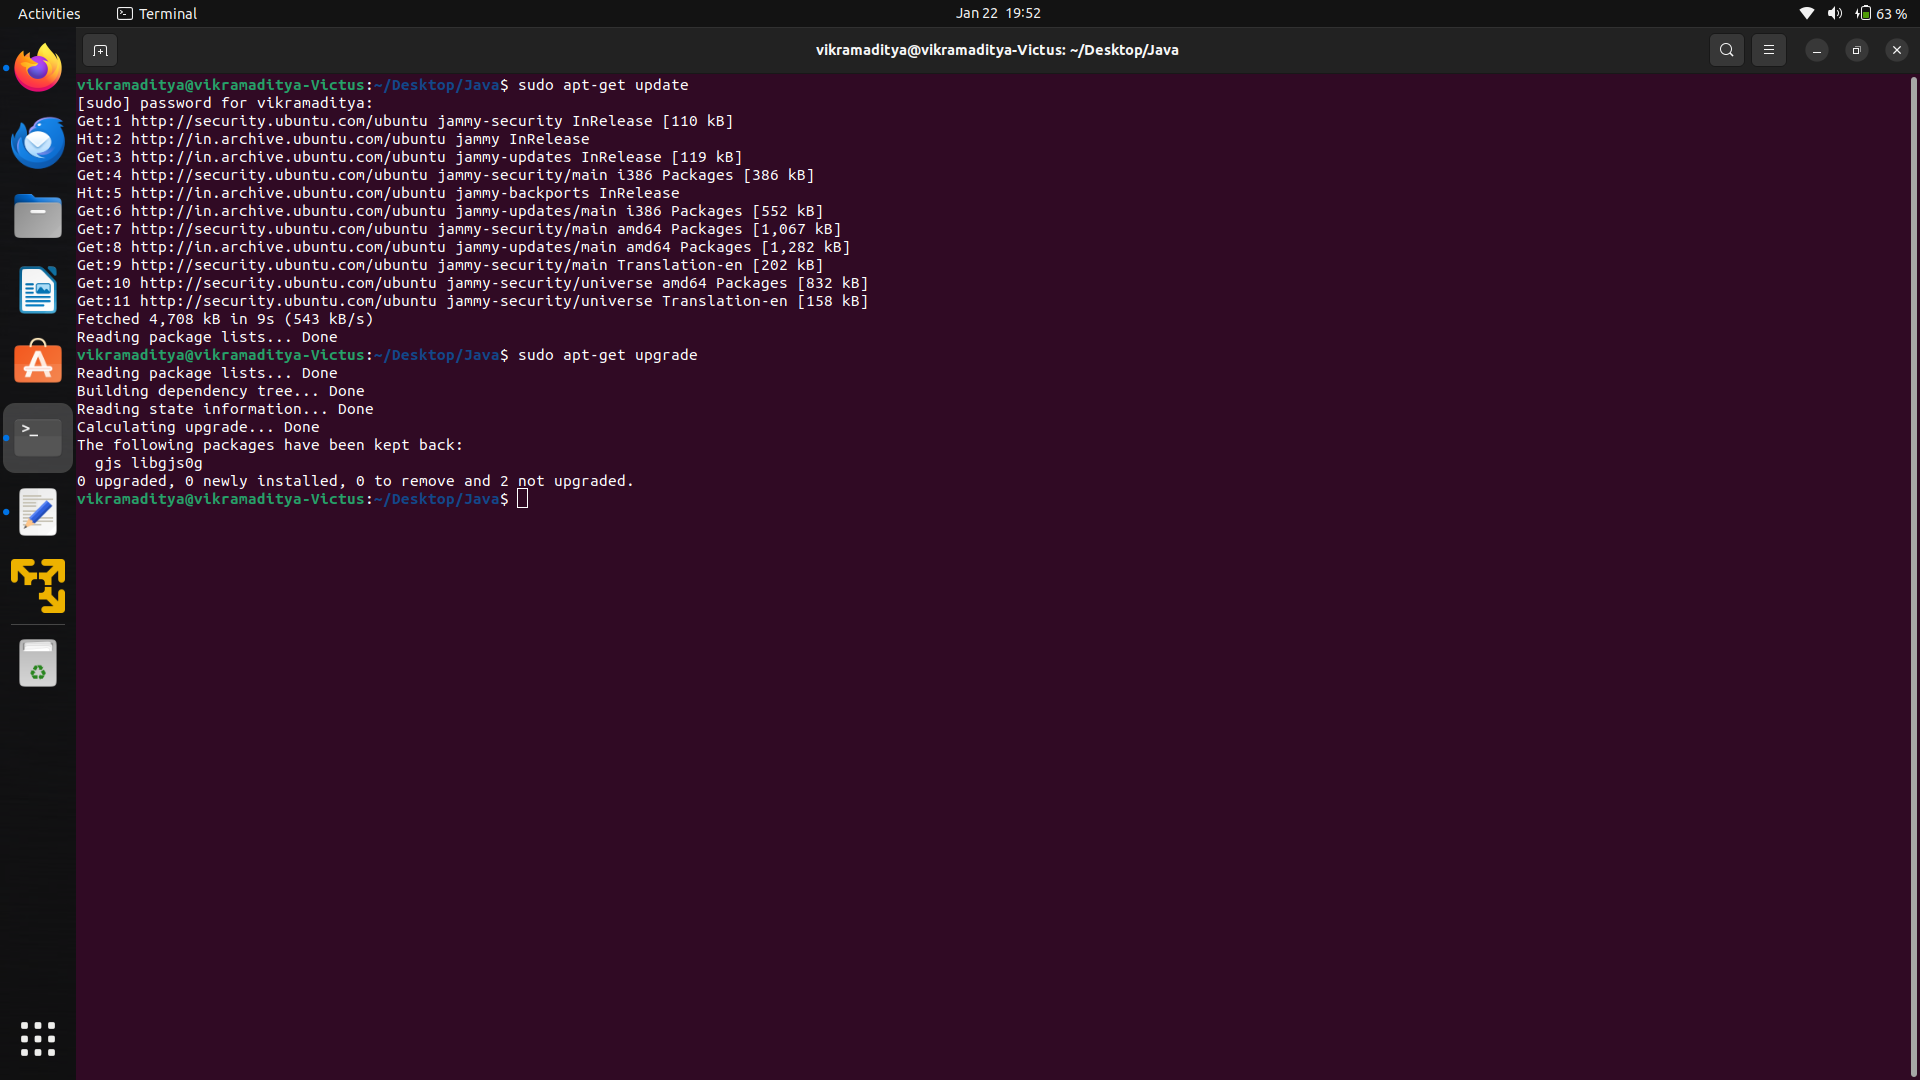 Activities
Terminal
Jan 22 19:52
63 %
vikramaditya@vikramaditya-Victus: ~/Desktop/Java
vikramaditya@vikramaditya-Victus:~/Desktop/Java$ sudo apt-get update
[sudo] password for vikramaditya:
Get:1 http://security.ubuntu.com/ubuntu jammy-security InRelease [110 kB]
Hit:2 http://in.archive.ubuntu.com/ubuntu jammy InRelease
Get:3 http://in.archive.ubuntu.com/ubuntu jammy-updates InRelease [119 kB]
Get:4 http://security.ubuntu.com/ubuntu jammy-security/main i386 Packages [386 kB]
Hit:5 http://in.archive.ubuntu.com/ubuntu jammy-backports InRelease
Get:6 http://in.archive.ubuntu.com/ubuntu jammy-updates/main i386 Packages [552 kB]
Get:7 http://security.ubuntu.com/ubuntu jammy-security/main amd64 Packages [1,067 kB]
Get:8 http://in.archive.ubuntu.com/ubuntu jammy-updates/main amd64 Packages [1,282 kB]
Get:9 http://security.ubuntu.com/ubuntu jammy-security/main Translation-en [202 kB]
Get:10 http://security.ubuntu.com/ubuntu jammy-security/universe amd64 Packages [832 kB]
Get:11 http://security.ubuntu.com/ubuntu jammy-security/universe Translation-en [158 kB]
Fetched 4,708 kB in 9s (543 kB/s)
Reading package lists... Done
vikramaditya@vikramaditya-Victus:~/Desktop/Java$ sudo apt-get upgrade
Reading package lists... Done
Building dependency tree... Done
Reading state information... Done
Calculating upgrade... Done
The following packages have been kept back:
  gjs libgjs0g
0 upgraded, 0 newly installed, 0 to remove and 2 not upgraded.
vikramaditya@vikramaditya-Victus:~/Desktop/Java$